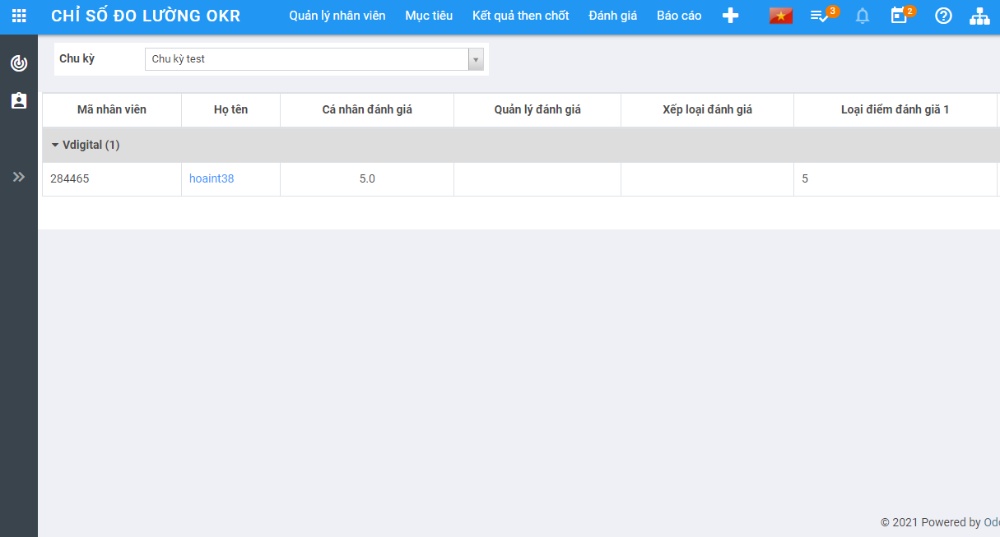 CHỈ SỐ ĐO LƯỜNG OKR Quản lý nhân viên Mục tiêu Kết quả then chốt Đánh giá Báo cáo 3 2
Chu kỳ Chu kỳ test
Mã nhân viên Họ tên Cá nhân đánh giá Quản lý đánh giá Xếp loại đánh giá Loại điểm đánh giã 1
Vdigital (1)
284465 hoaint38 5.0 5
© 2021 Powered by